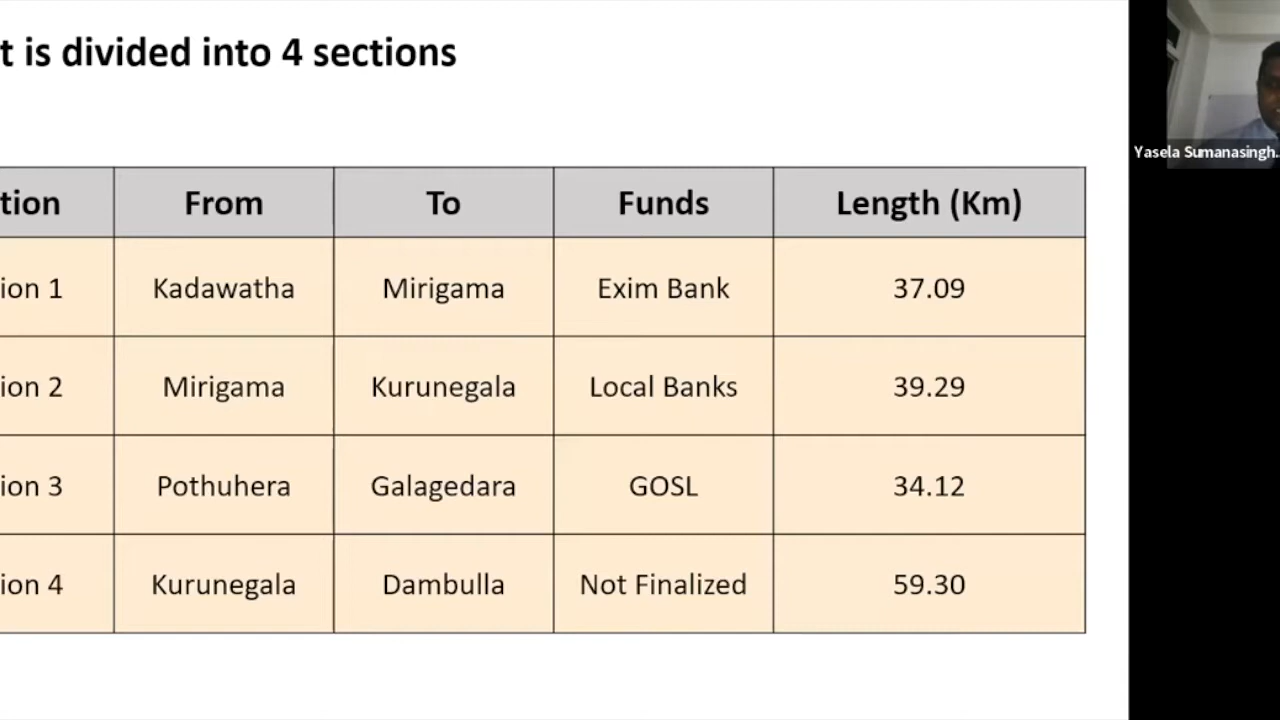 t is divided into 4 sections
Yasela Sumanasingh..
tion From To Funds Length (Km)
ion 1 Kadawatha Mirigama Exim Bank 37.09
ion 2 Mirigama Kurunegala Local Banks 39.29
ion 3 Pothuhera Galagedara GOSL 34.12
ion 4 Kurunegala Dambulla Not Finalized 59.30